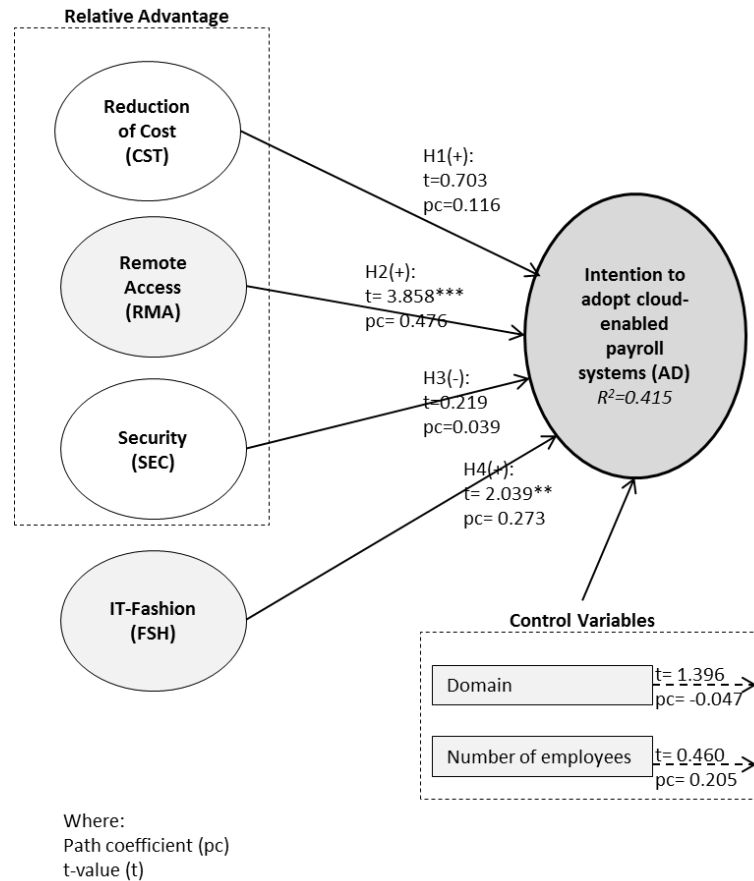 Relative Advantage
Reduction
of Cost
(CST)
H1(+):
t=0.703
pc=0.116
Remote
Access
(RMA)
H2(+):
t= 3.858***
pc= 0.476
Intention to
adopt cloud-
enabled
payroll
systems (AD)
R²=0.415
Security
(SEC)
H3(-):
t=0.219
pc=0.039
H4(+):
t= 2.039**
pc= 0.273
IT-Fashion
(FSH)
Control Variables
Domain
t= 1.396
pc= -0.047
Number of employees
t= 0.460
pc= 0.205
Where:
Path coefficient (pc)
t-value (t)